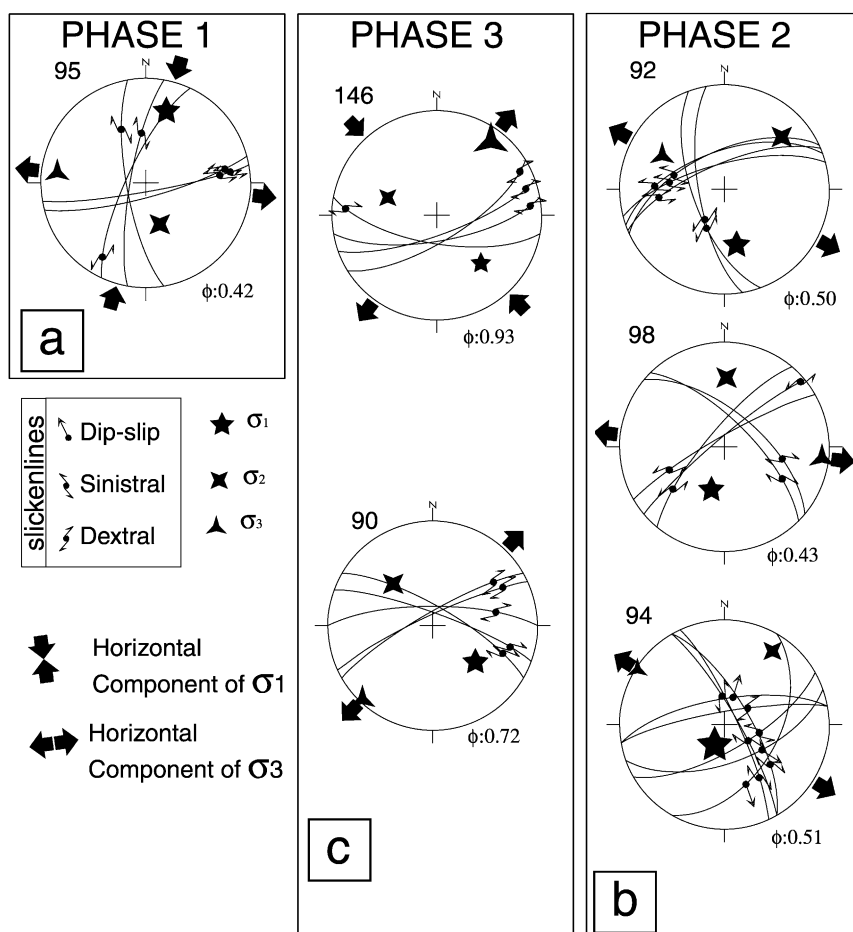 PHASE 1
95
N
ϕ:0.42
a
slickenlines
Dip-slip
Sinistral
Dextral
σ1
σ2
σ3
Horizontal
Component of σ1
Horizontal
Component of σ3
PHASE 3
146
N
ϕ:0.93
90
N
ϕ:0.72
c
PHASE 2
92
N
ϕ:0.50
98
N
ϕ:0.43
94
N
ϕ:0.51
b